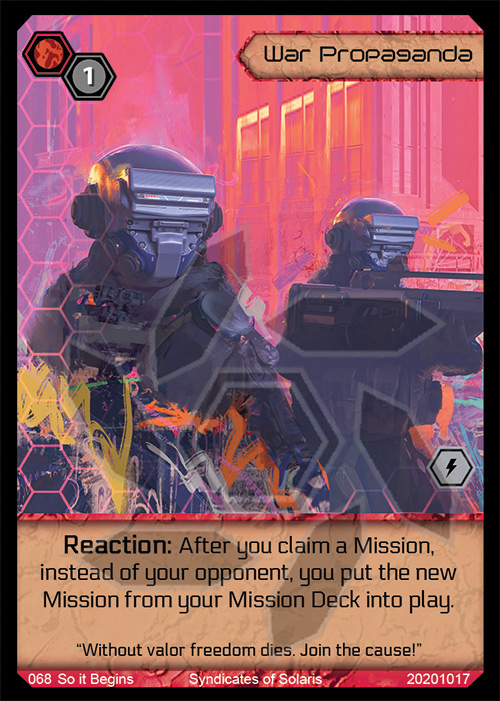 War Propaganda
1
Reaction: After you claim a Mission,
instead of your opponent, you put the new
Mission from your Mission Deck into play.
“Without valor freedom dies. Join the cause!”
068 So it Begins Syndicates of Solaris 20201017